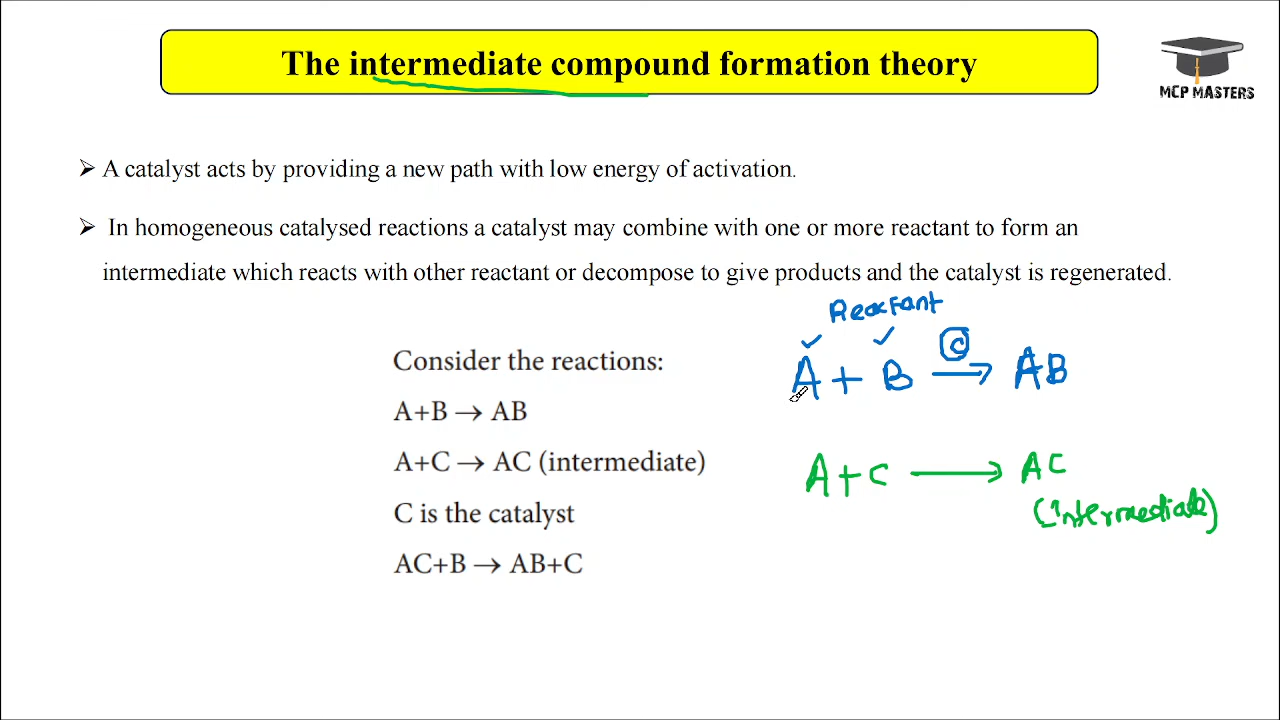 The intermediate compound formation theory
MCP MASTERS
➢ A catalyst acts by providing a new path with low energy of activation.
➢ In homogeneous catalysed reactions a catalyst may combine with one or more reactant to form an
intermediate which reacts with other reactant or decompose to give products and the catalyst is regenerated.
Reactant
Consider the reactions:
A + B →(C) AB
A+B → AB
A+C → AC (intermediate)
A+C → AC
(intermediate)
C is the catalyst
AC+B → AB+C